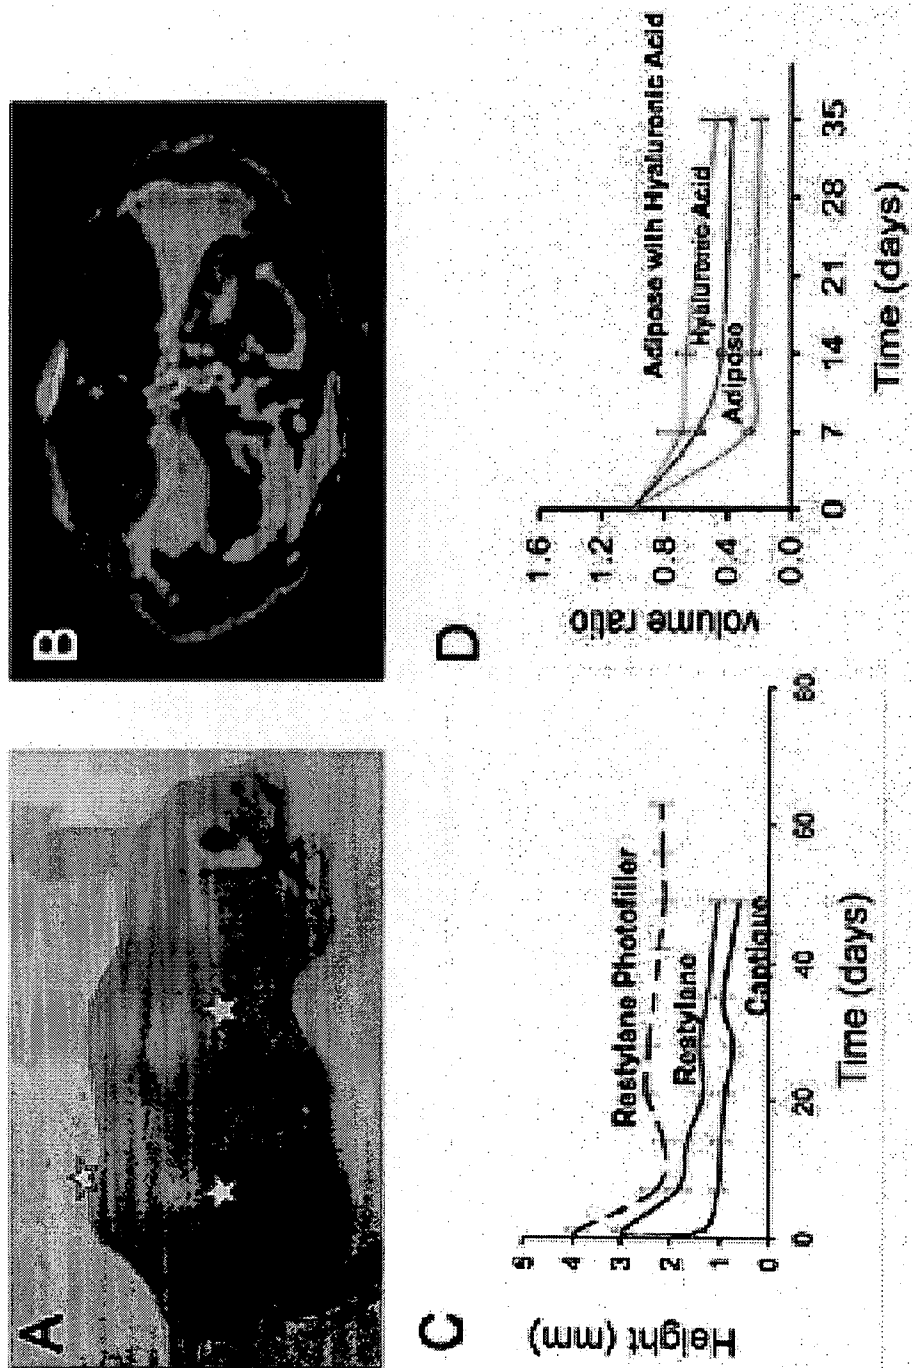 A
B
C
Height (mm)
5
4
3
2
1
0
Restylane Photofiller
Restylane
Captique
0 20 40 60 80
Time (days)
D
volume ratio
1.6
1.2
0.8
0.4
0.0
Adipose with Hyaluronic Acid
Hyaluronic Acid
Adipose
0 7 14 21 28 35
Time (days)